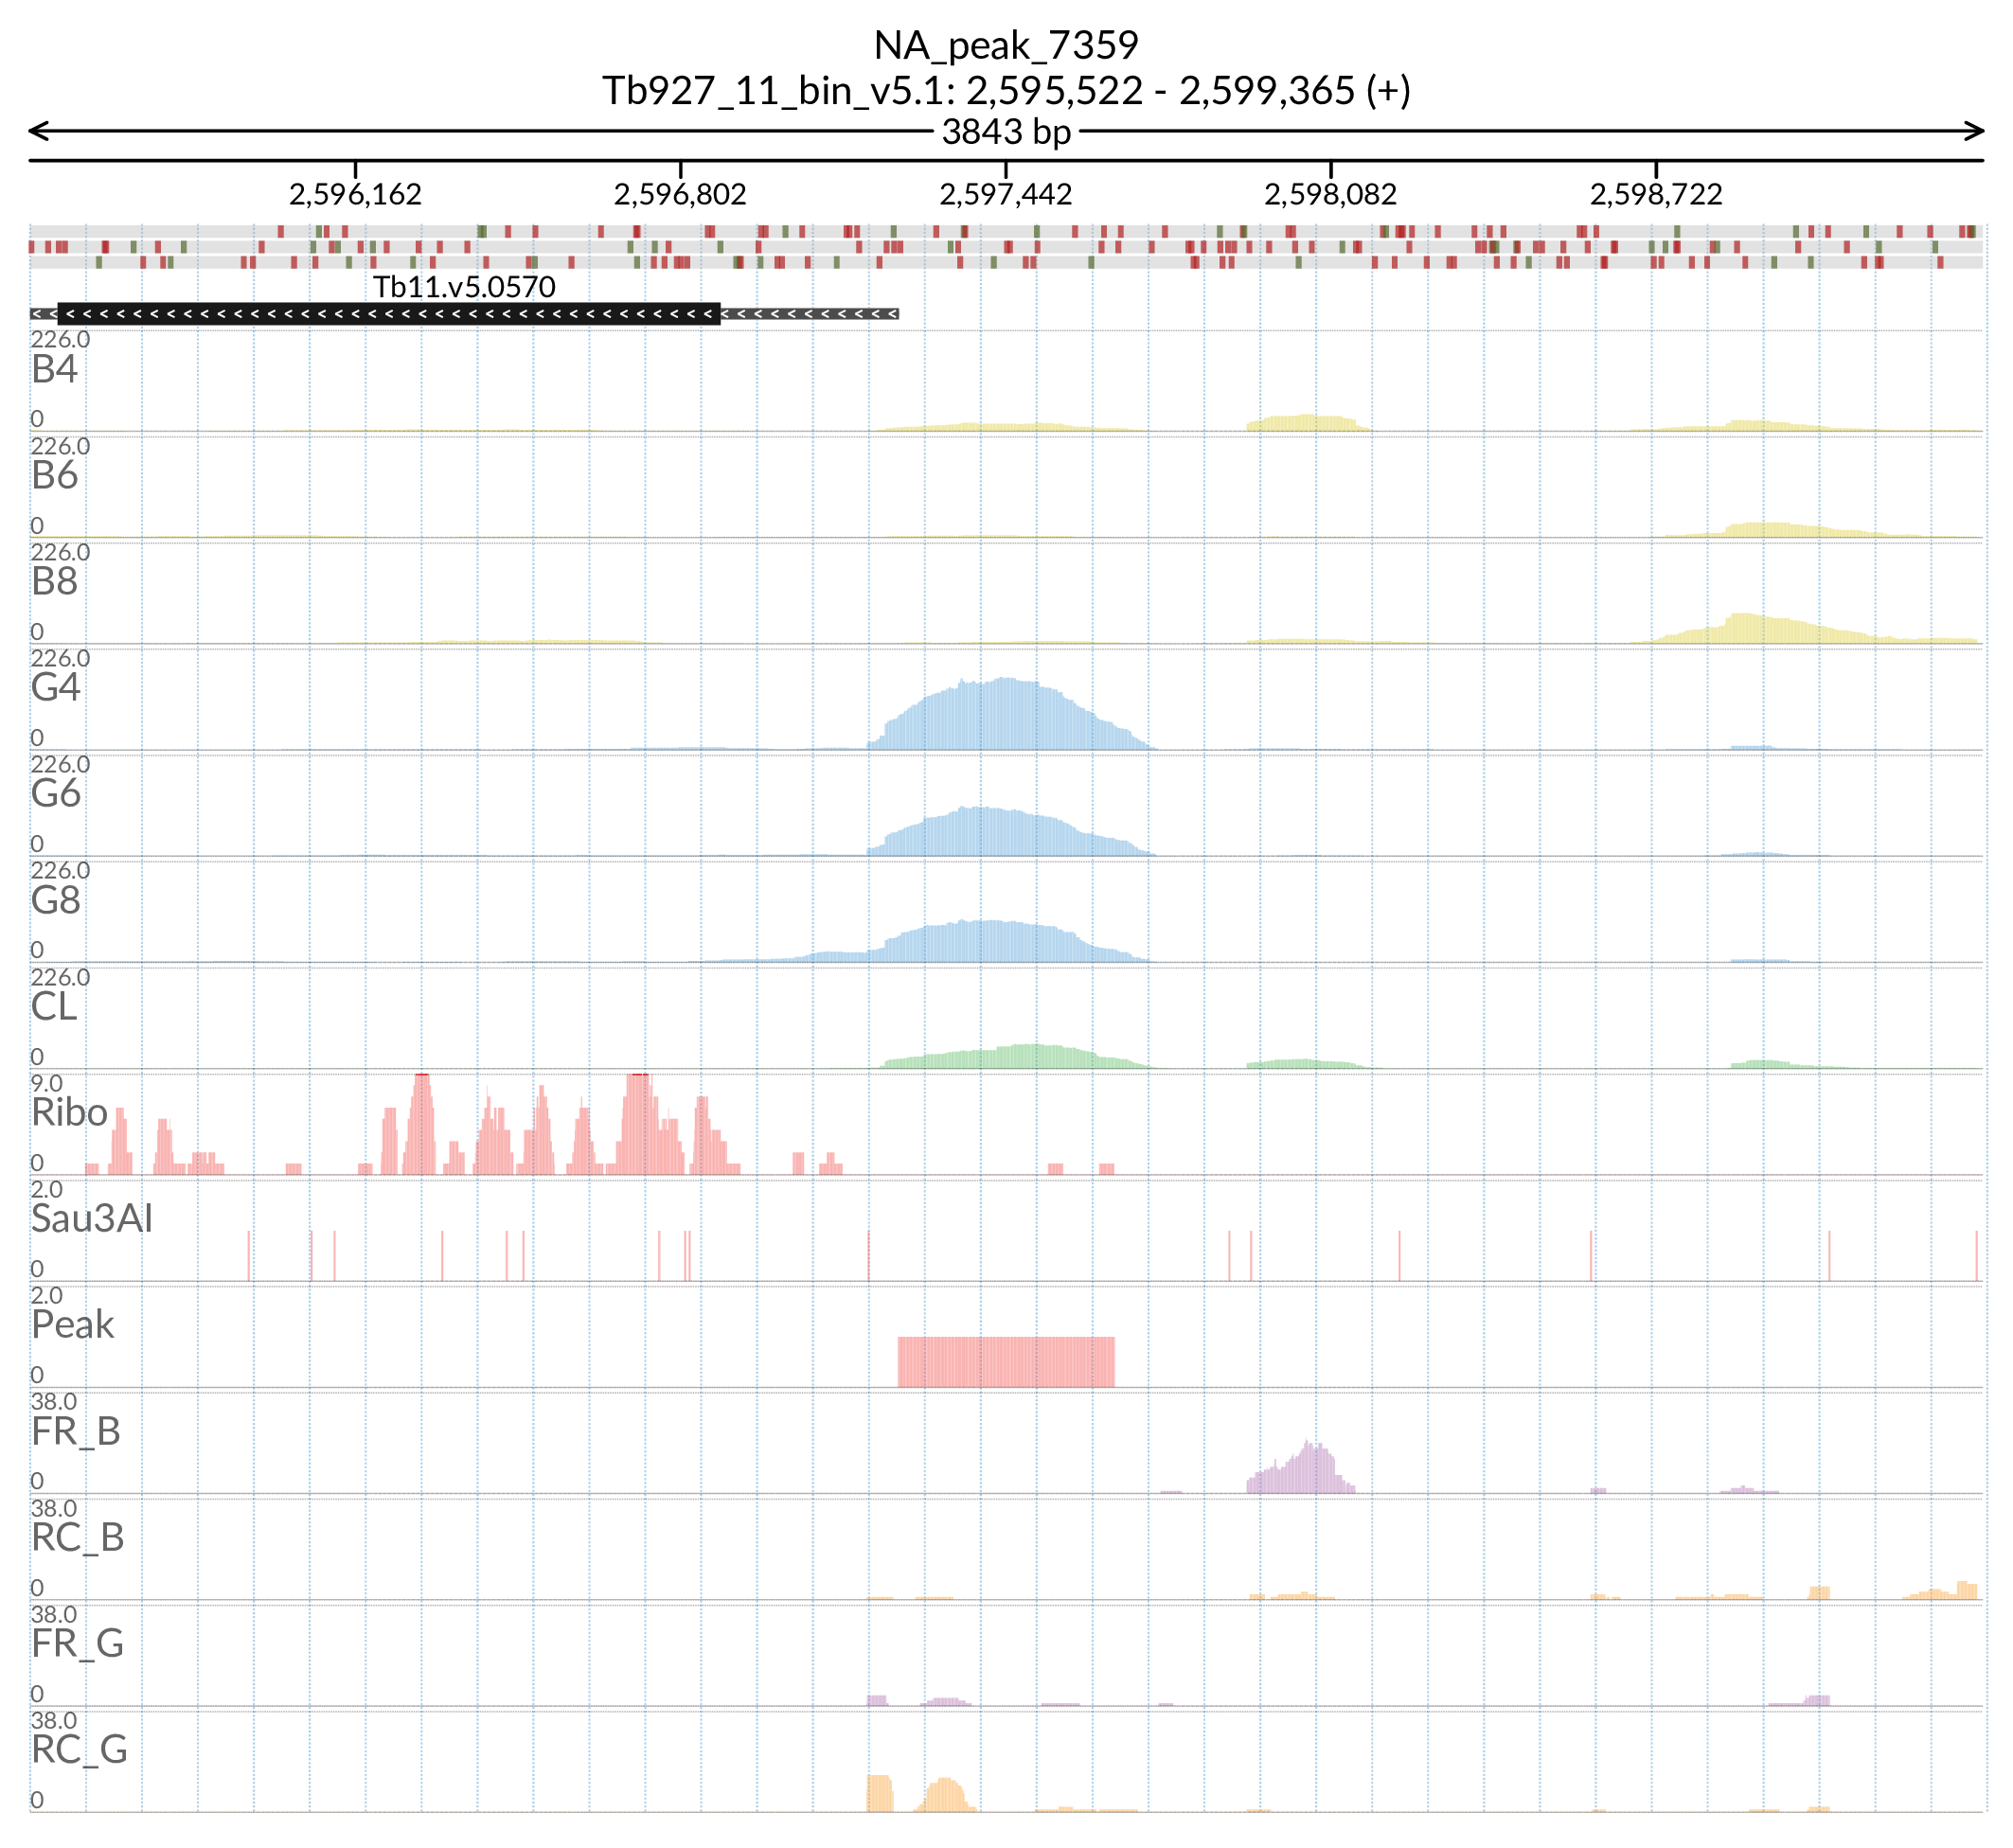 NA_peak_7359
Tb927_11_bin_v5.1: 2,595,522 - 2,599,365 (+)
3843 bp
2,596,162 2,596,802 2,597,442 2,598,082 2,598,722
Tb11.v5.0570
226.0
B4
0
226.0
B6
0
226.0
B8
0
226.0
G4
0
226.0
G6
0
226.0
G8
0
226.0
CL
0
9.0
Ribo
0
2.0
Sau3AI
0
2.0
Peak
0
38.0
FR_B
0
38.0
RC_B
0
38.0
FR_G
0
38.0
RC_G
0